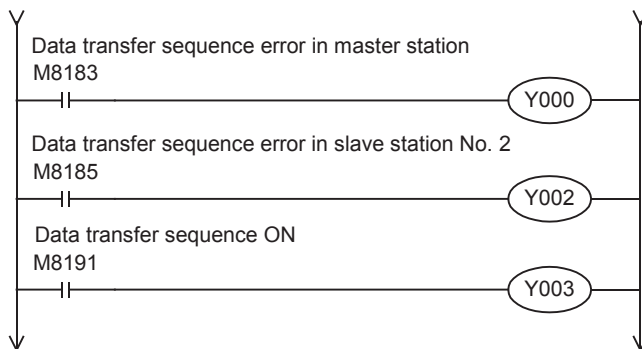 Data transfer sequence error in master station
M8183
Y000
Data transfer sequence error in slave station No. 2
M8185
Y002
Data transfer sequence ON
M8191
Y003